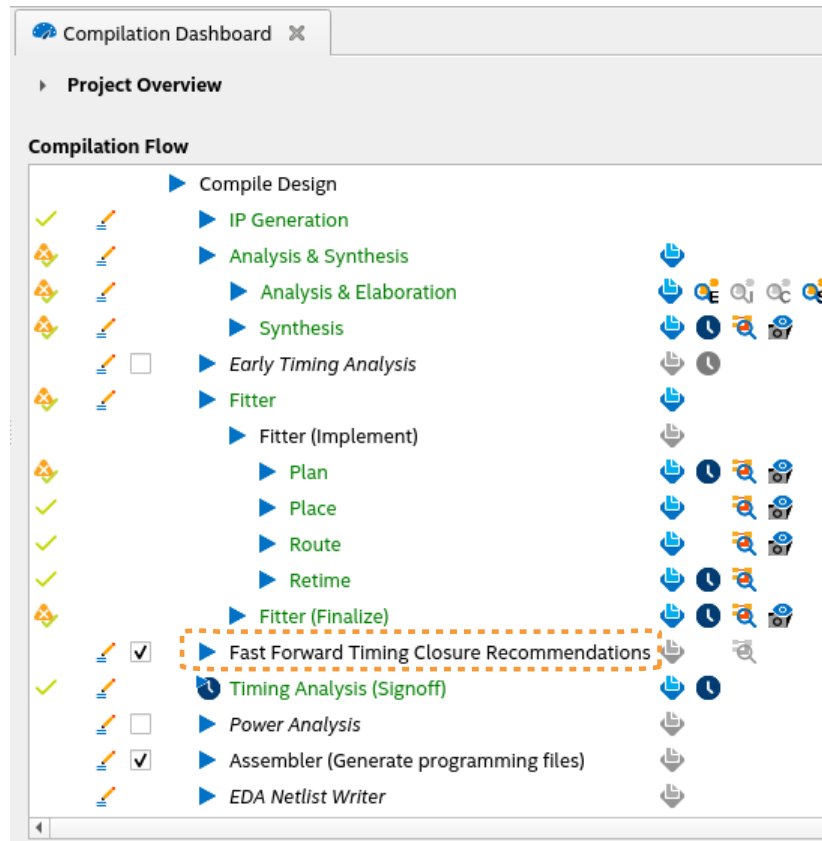 Compilation Dashboard
Project Overview
Compilation Flow
Compile Design
IP Generation
Analysis & Synthesis
Analysis & Elaboration
Synthesis
Early Timing Analysis
Fitter
Fitter (Implement)
Plan
Place
Route
Retime
Fitter (Finalize)
Fast Forward Timing Closure Recommendations
Timing Analysis (Signoff)
Power Analysis
Assembler (Generate programming files)
EDA Netlist Writer